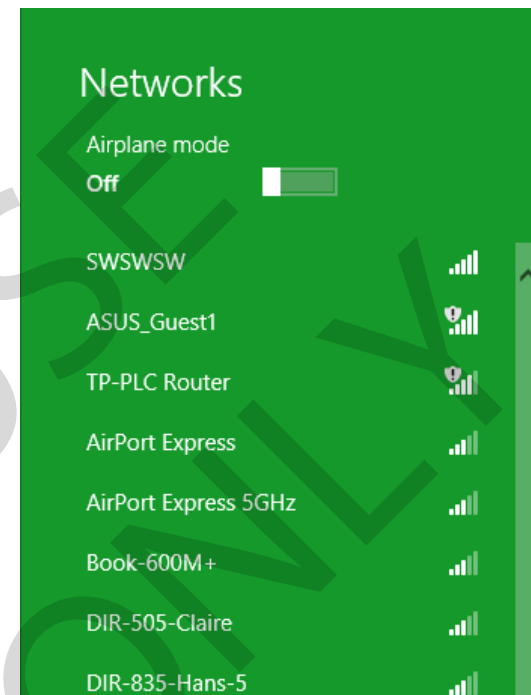 Networks
Airplane mode
Off
SWSWSW
ASUS_Guest1
TP-PLC Router
AirPort Express
AirPort Express 5GHz
Book-600M+
DIR-505-Claire
DIR-835-Hans-5
ONLY